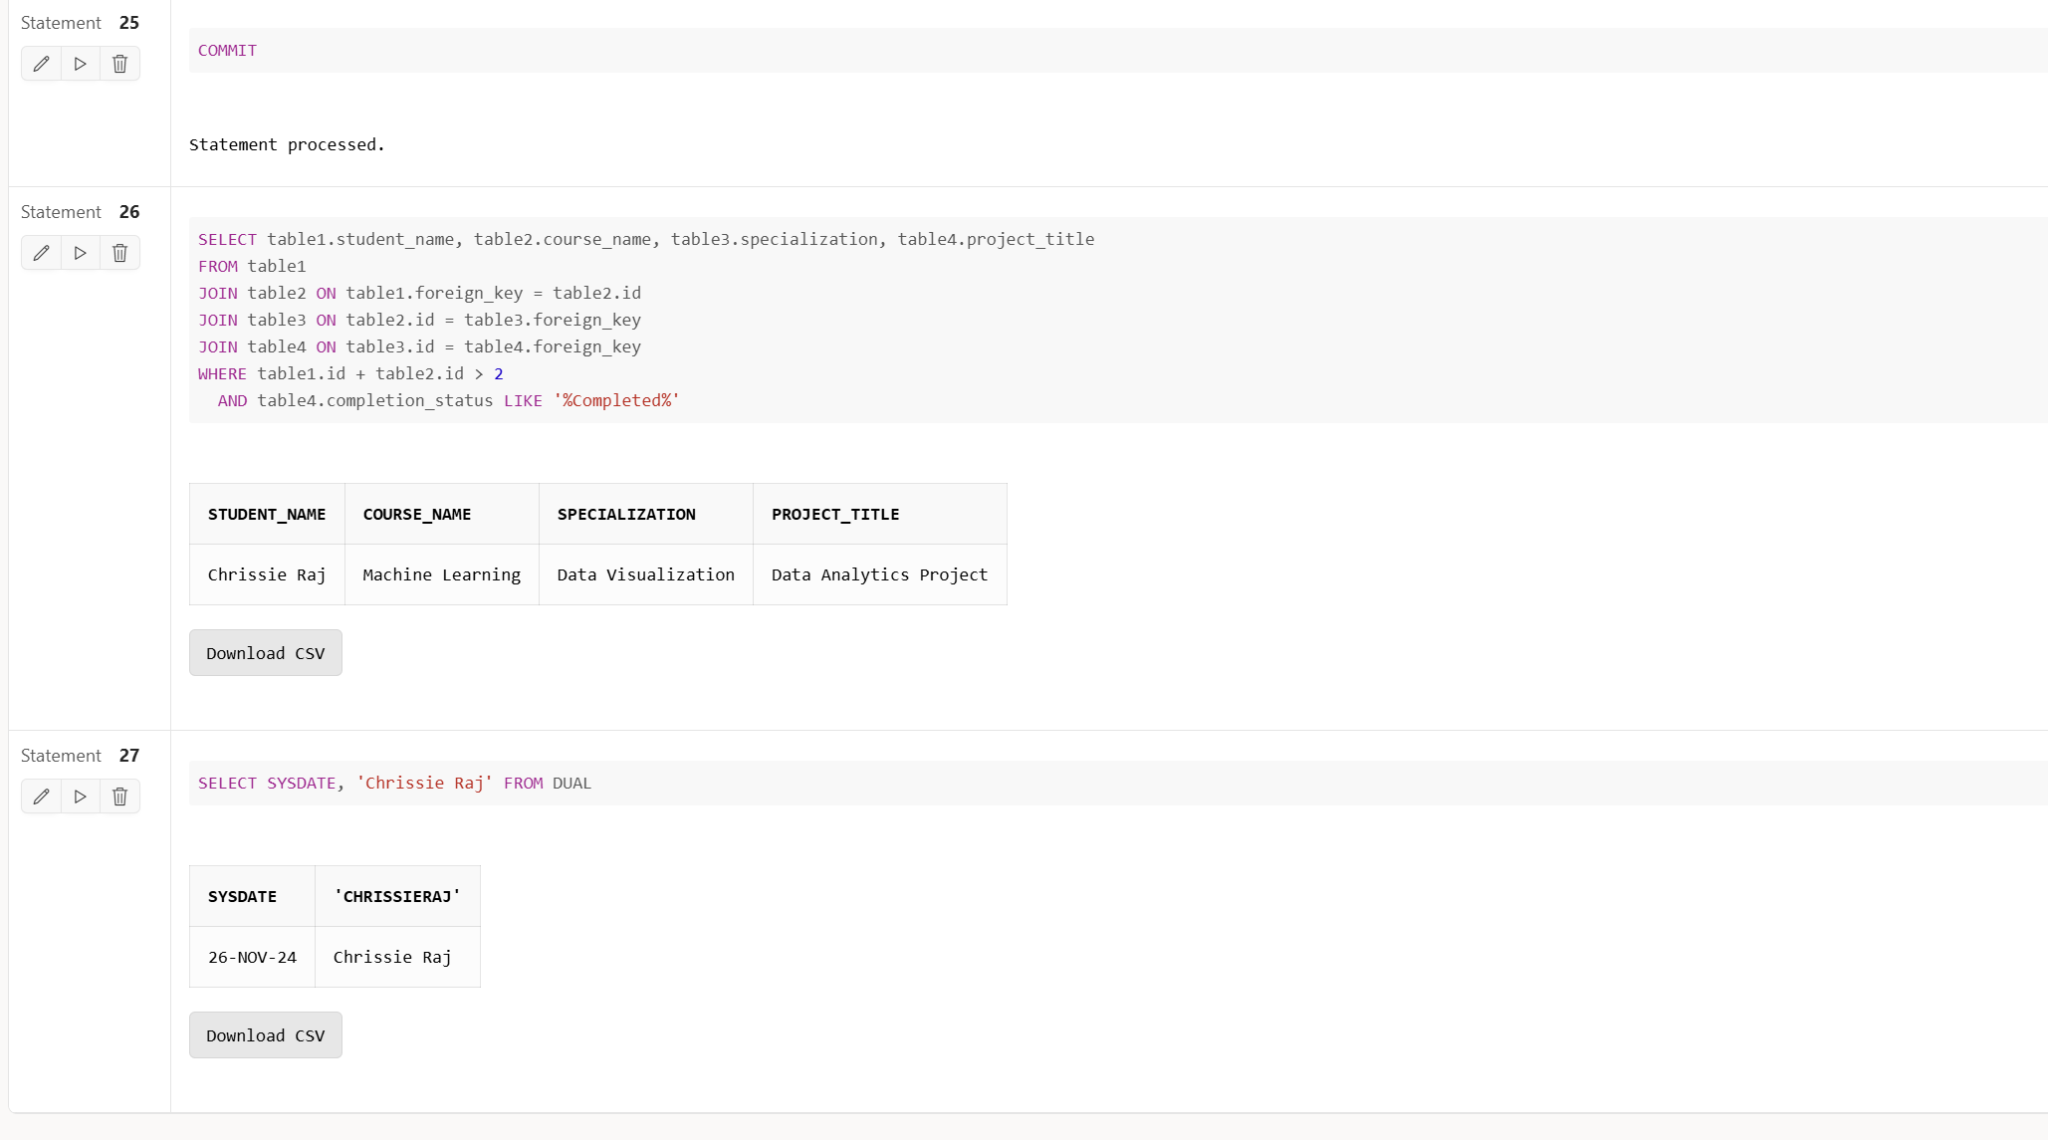 Statement 25
COMMIT
Statement processed.
Statement 26
SELECT table1.student_name, table2.course_name, table3.specialization, table4.project_title
FROM table1
JOIN table2 ON table1.foreign_key = table2.id
JOIN table3 ON table2.id = table3.foreign_key
JOIN table4 ON table3.id = table4.foreign_key
WHERE table1.id + table2.id > 2
  AND table4.completion_status LIKE '%Completed%'
STUDENT_NAME COURSE_NAME SPECIALIZATION PROJECT_TITLE
Chrissie Raj Machine Learning Data Visualization Data Analytics Project
Download CSV
Statement 27
SELECT SYSDATE, 'Chrissie Raj' FROM DUAL
SYSDATE 'CHRISSIERAJ'
26-NOV-24 Chrissie Raj
Download CSV